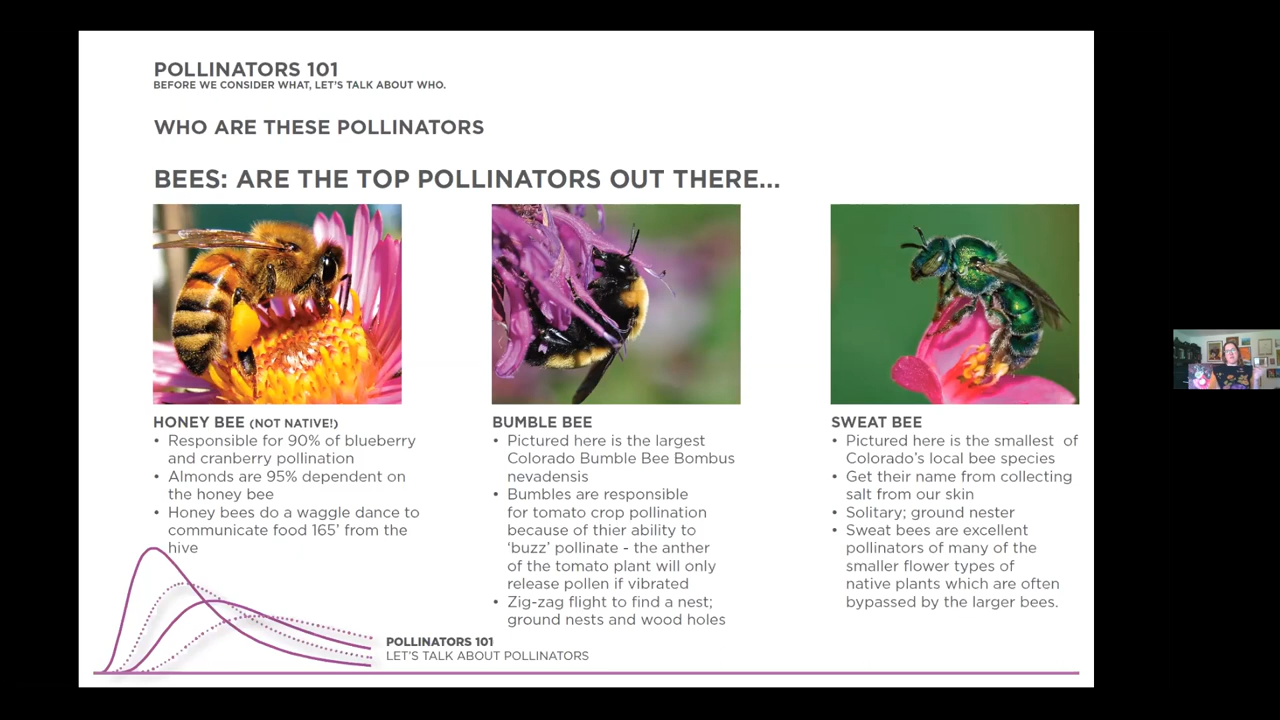 POLLINATORS 101
BEFORE WE CONSIDER WHAT, LET'S TALK ABOUT WHO.
WHO ARE THESE POLLINATORS
BEES: ARE THE TOP POLLINATORS OUT THERE...
HONEY BEE (NOT NATIVE!)
• Responsible for 90% of blueberry
and cranberry pollination
• Almonds are 95% dependent on
the honey bee
• Honey bees do a waggle dance to
communicate food 165' from the
hive
BUMBLE BEE
• Pictured here is the largest
Colorado Bumble Bee Bombus
nevadensis
• Bumbles are responsible
for tomato crop pollination
because of thier ability to
'buzz' pollinate - the anther
of the tomato plant will only
release pollen if vibrated
• Zig-zag flight to find a nest;
ground nests and wood holes
SWEAT BEE
• Pictured here is the smallest of
Colorado's local bee species
• Get their name from collecting
salt from our skin
• Solitary; ground nester
• Sweat bees are excellent
pollinators of many of the
smaller flower types of
native plants which are often
bypassed by the larger bees.
POLLINATORS 101
LET'S TALK ABOUT POLLINATORS